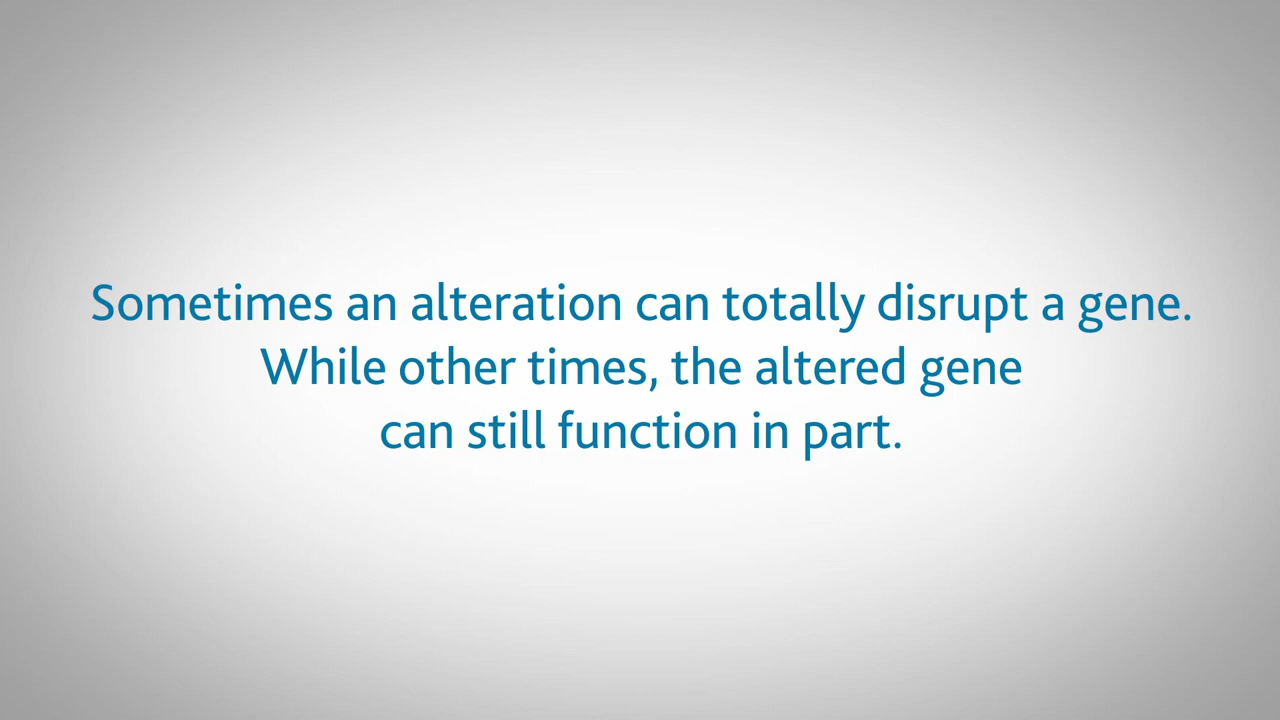 Sometimes an alteration can totally disrupt a gene.
While other times, the altered gene
can still function in part.